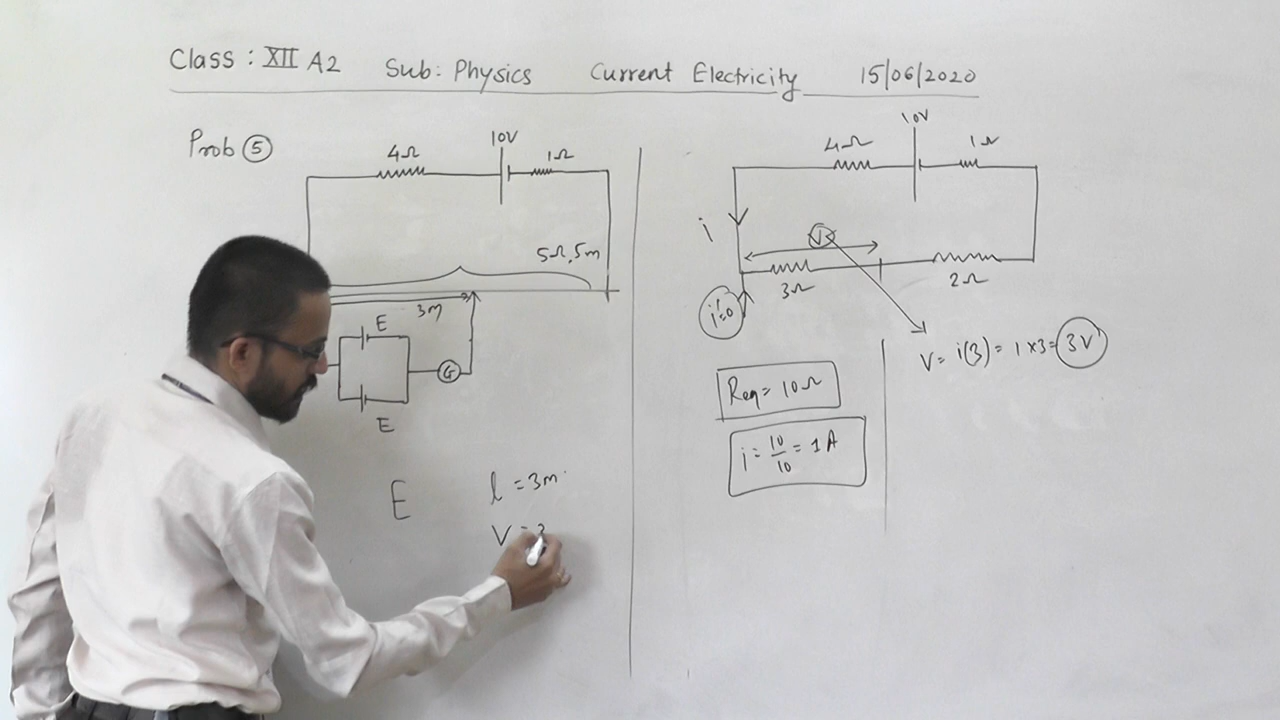 Class : XII A2 Sub: Physics Current Electricity 15/06/2020
Prob 5
4Ω 10V 1Ω
5Ω, 5m
3m
E
G
E
E
l = 3m
V = 3
4Ω 10V 1Ω
i
V
3Ω 2Ω
i'=0
V = i(3) = 1 x 3 = 3V
Req = 10Ω
i = 10/10 = 1A